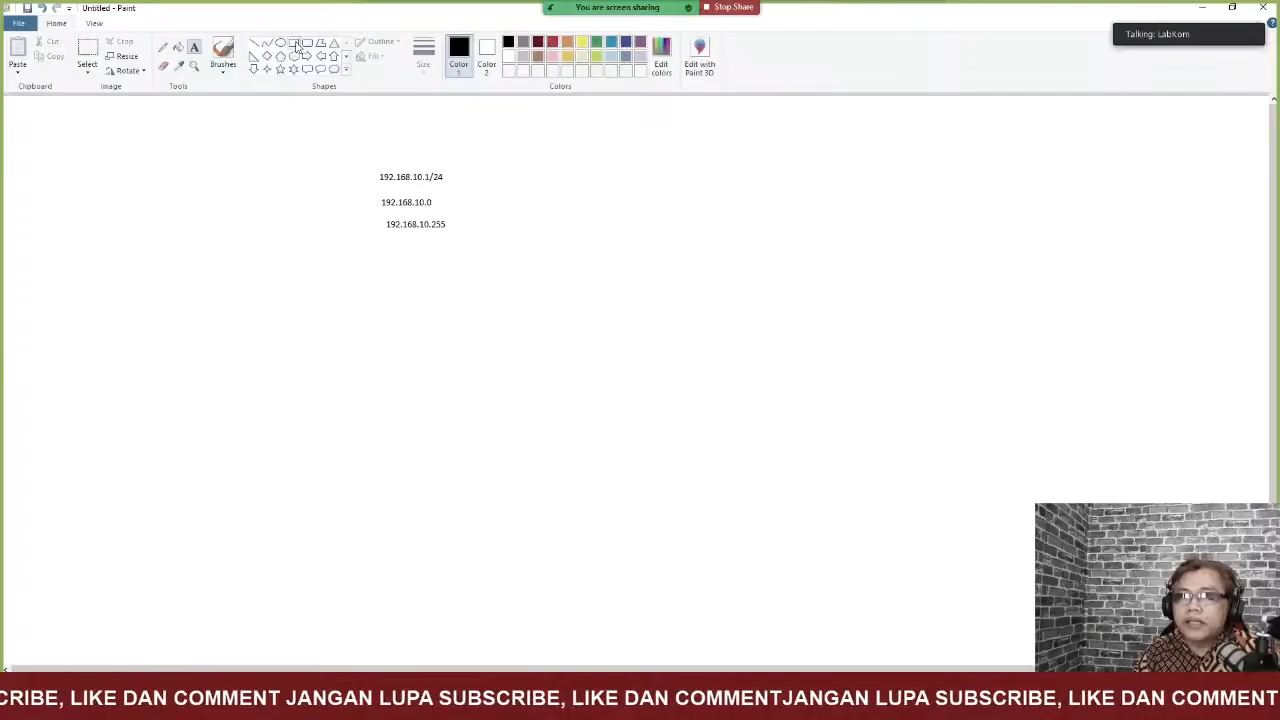 Untitled - Paint
You are screen sharing
Stop Share
File
Home
View
Talking: LabKom
Paste
Cut
Copy
Clipboard
Select
Crop
Resize
Rotate
Image
Tools
Brushes
Shapes
Outline
Fill
Size
Color 1
Color 2
Edit colors
Colors
Edit with Paint 3D
192.168.10.1/24
192.168.10.0
192.168.10.255
CRIBE, LIKE DAN COMMENT JANGAN LUPA SUBSCRIBE, LIKE DAN COMMENTJANGAN LUPA SUBSCRIBE, LIKE DAN COMMENT